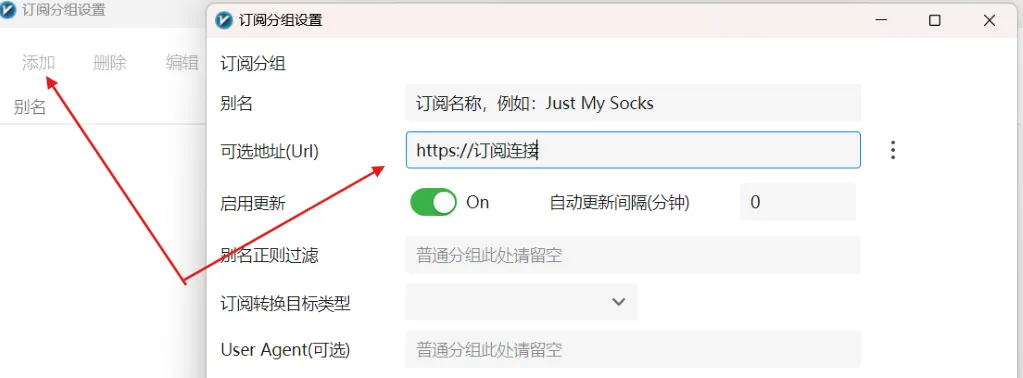 订阅分组设置
添加 删除 编辑
别名
订阅分组设置
订阅分组
别名 订阅名称，例如：Just My Socks
可选地址(Url) https://订阅连接
启用更新 On 自动更新间隔(分钟) 0
别名正则过滤 普通分组此处请留空
订阅转换目标类型
User Agent(可选) 普通分组此处请留空